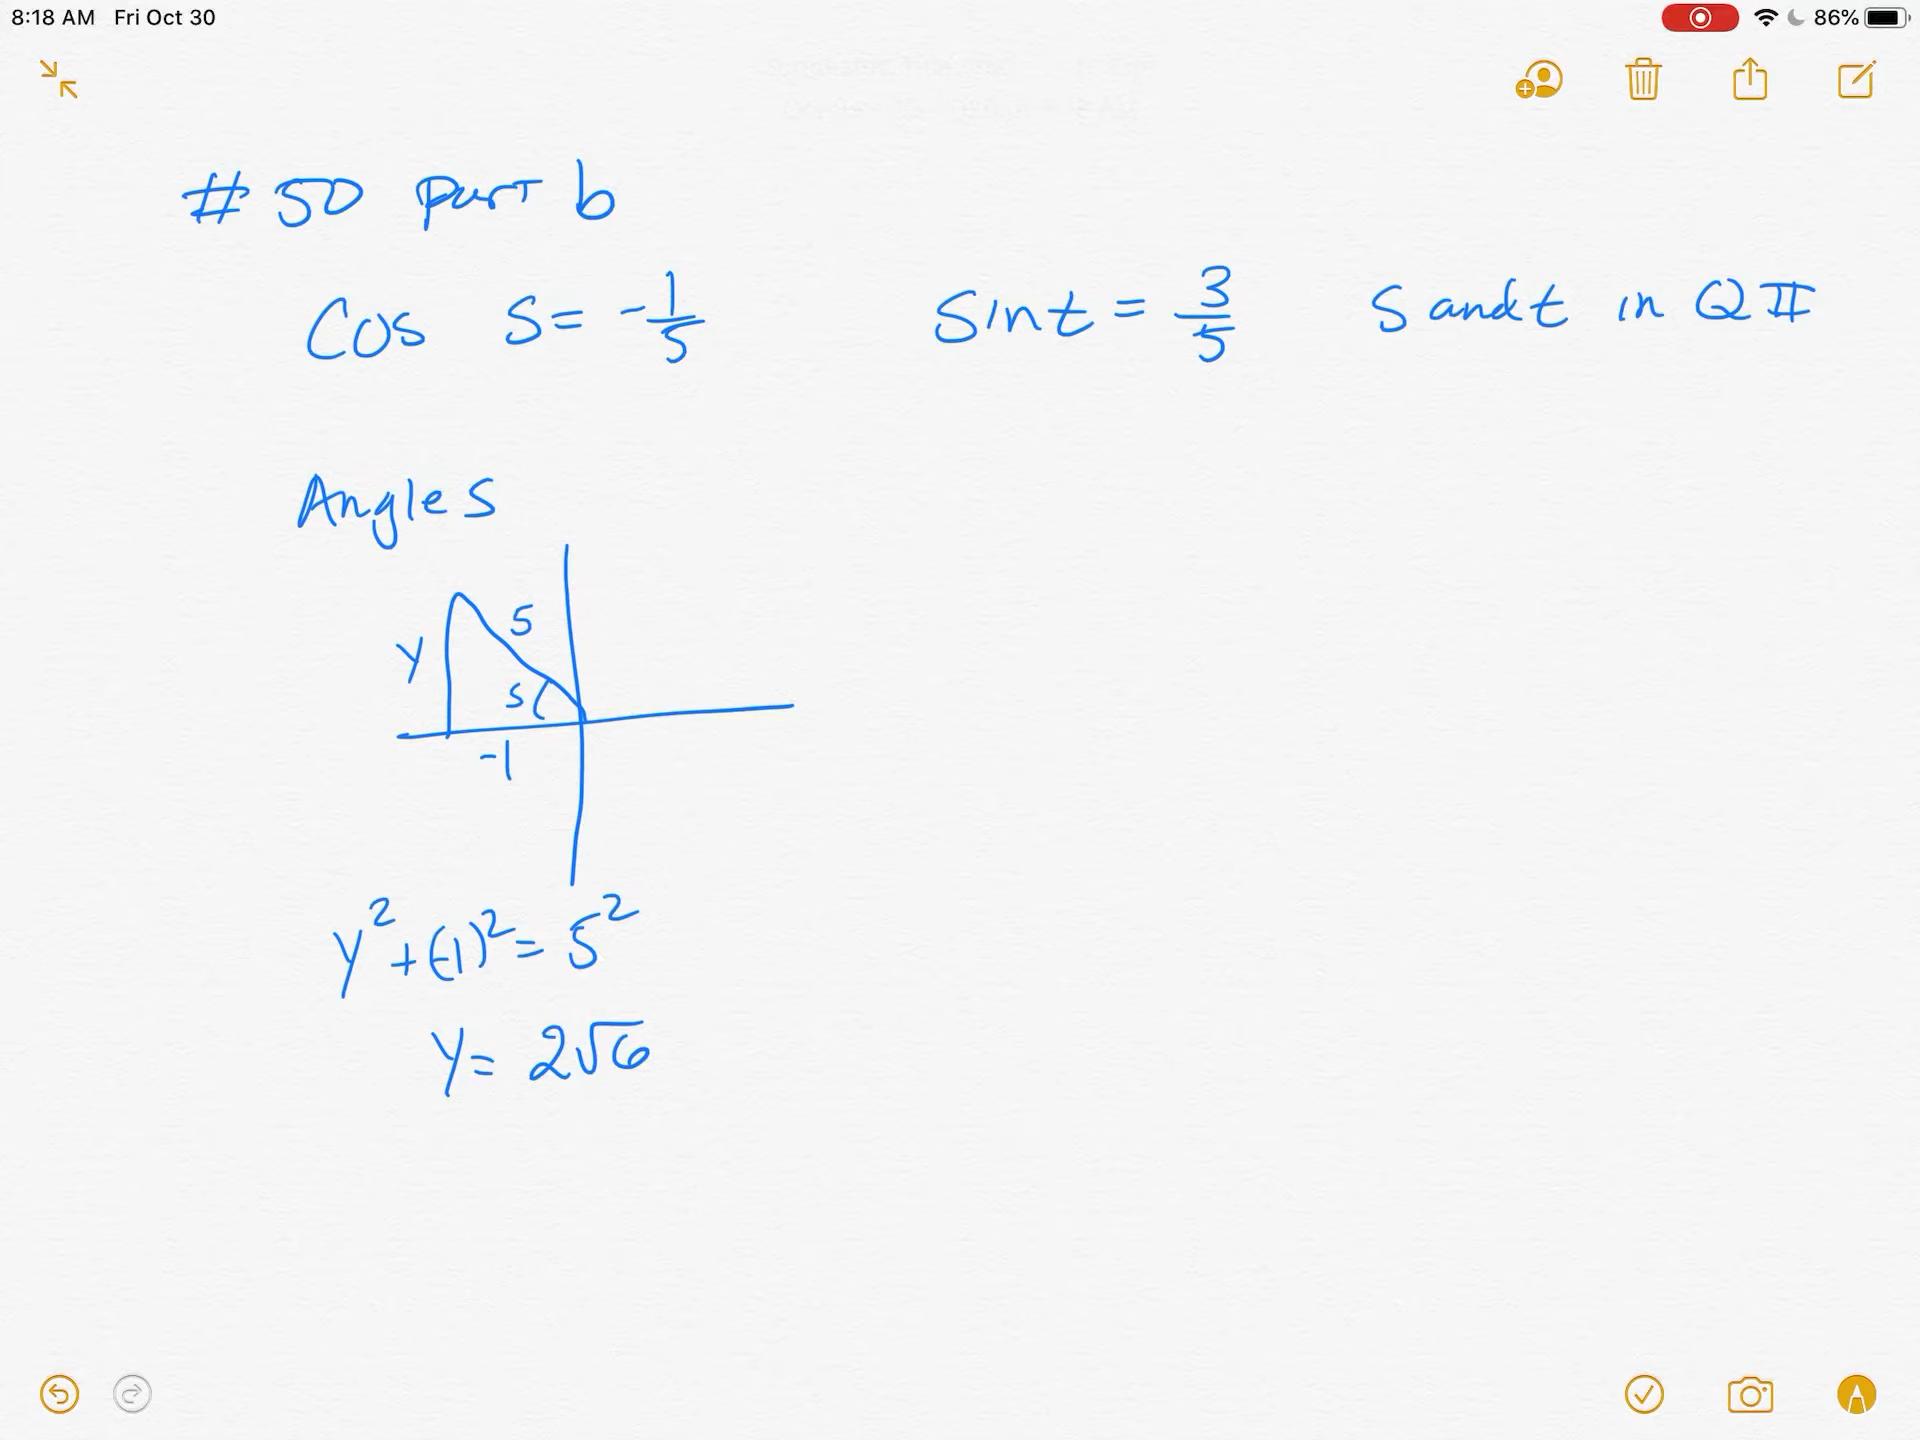 8:18 AM Fri Oct 30 86%
# 50 part b
Cos s = -1/5 sin t = 3/5 s and t in Q II
Angle s
5
y
s
-1
y² + (-1)² = 5²
y = 2√6